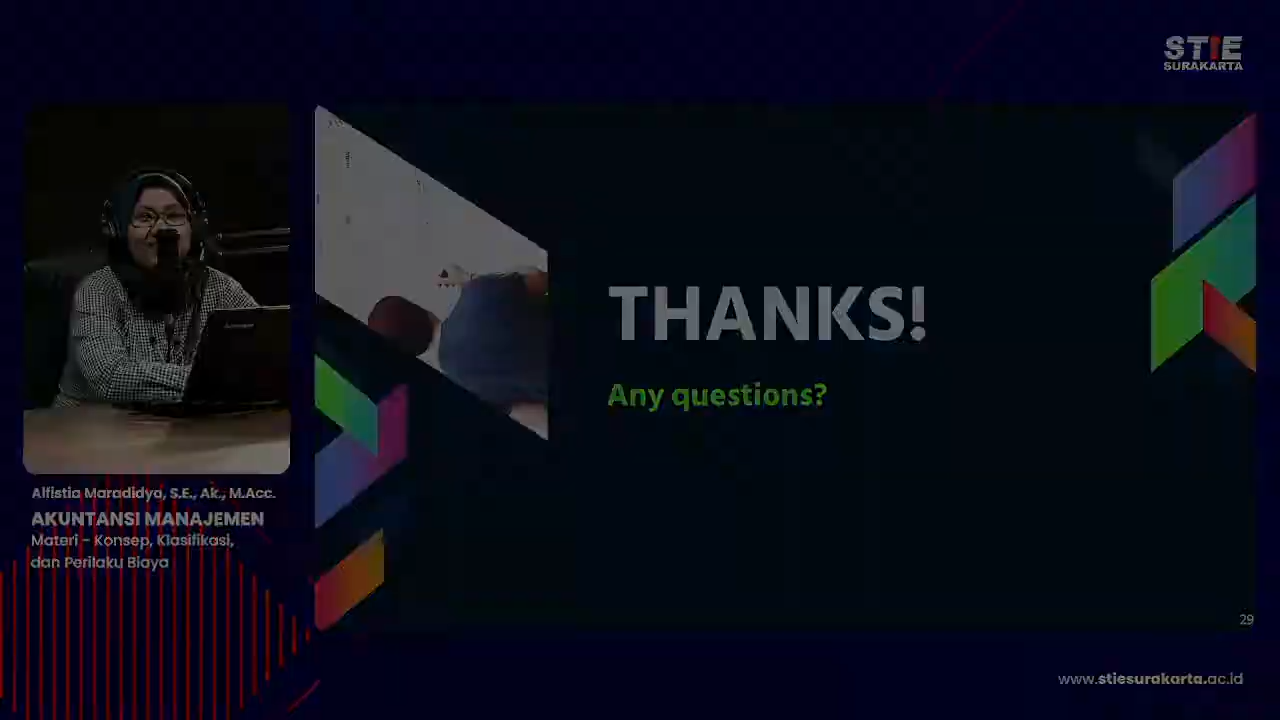 STIE
SURAKARTA
THANKS!
Any questions?
Alfistia Maradidya, S.E., Ak., M.Acc.
AKUNTANSI MANAJEMEN
Materi - Konsep, Klasifikasi,
dan Perilaku Biaya
29
www.stiesurakarta.ac.id